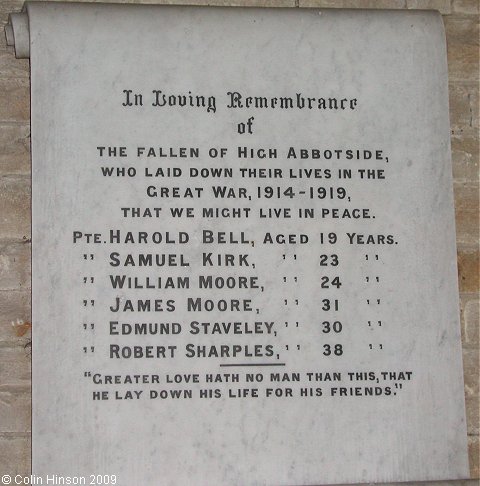 In Loving Remembrance
of
THE FALLEN OF HIGH ABBOTSIDE,
WHO LAID DOWN THEIR LIVES IN THE
GREAT WAR, 1914-1919,
THAT WE MIGHT LIVE IN PEACE.
PTE. HAROLD BELL, AGED 19 YEARS.
" SAMUEL KIRK, " 23 "
" WILLIAM MOORE, " 24 "
" JAMES MOORE, " 31 "
" EDMUND STAVELEY, " 30 "
" ROBERT SHARPLES, " 38 "
"GREATER LOVE HATH NO MAN THAN THIS, THAT
HE LAY DOWN HIS LIFE FOR HIS FRIENDS."
©Colin Hinson 2009